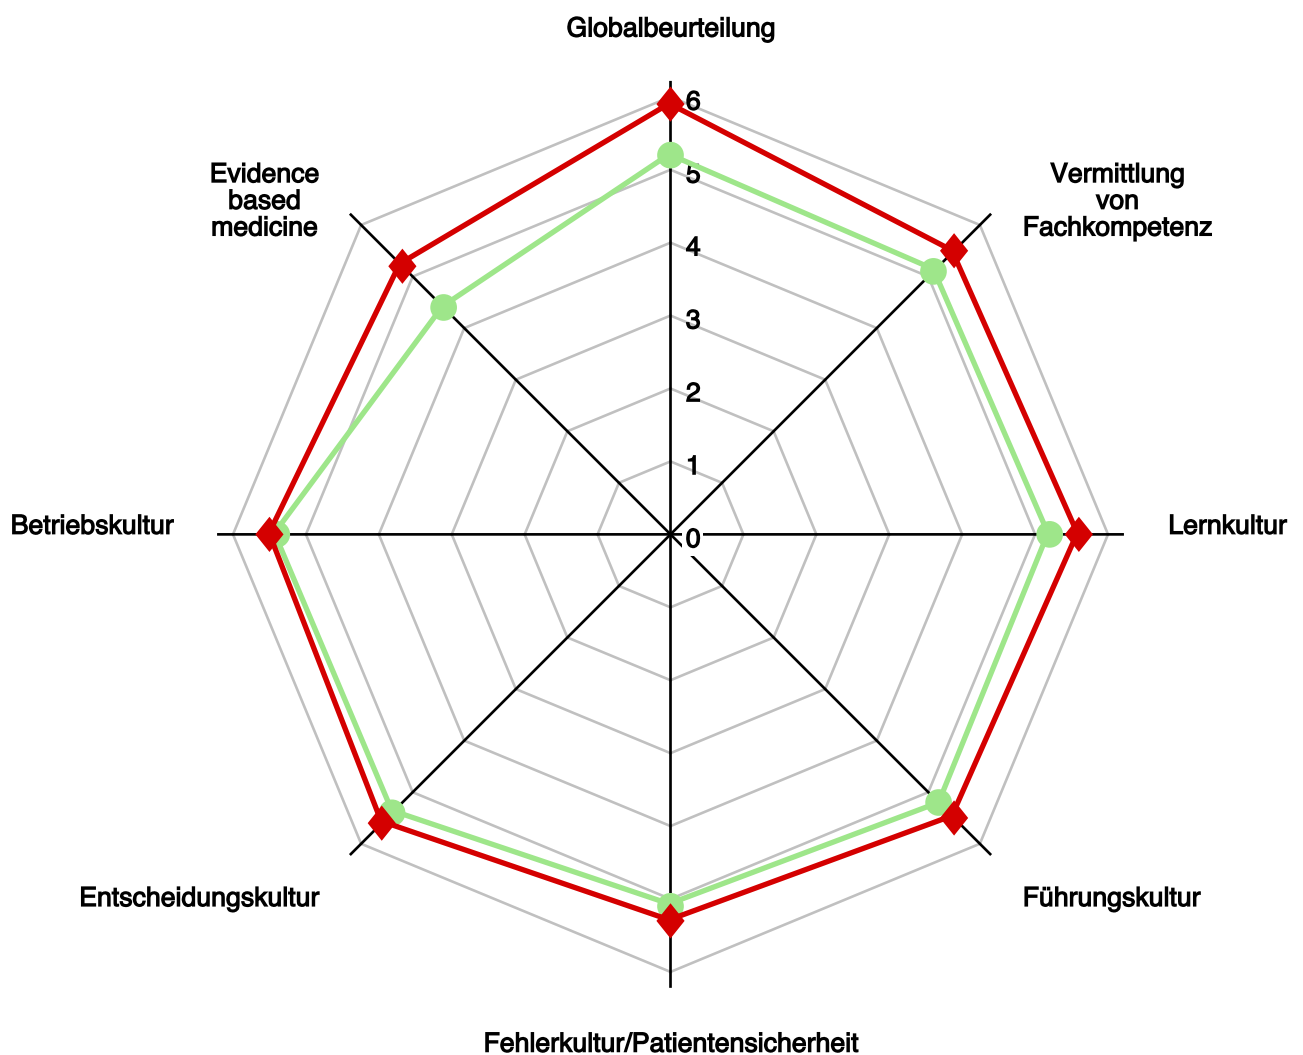 Globalbeurteilung
6
Evidence
based
medicine
Vermittlung
von
Fachkompetenz
5
4
3
2
1
Betriebskultur
Lernkultur
0
Entscheidungskultur
Führungskultur
Fehlerkultur/Patientensicherheit